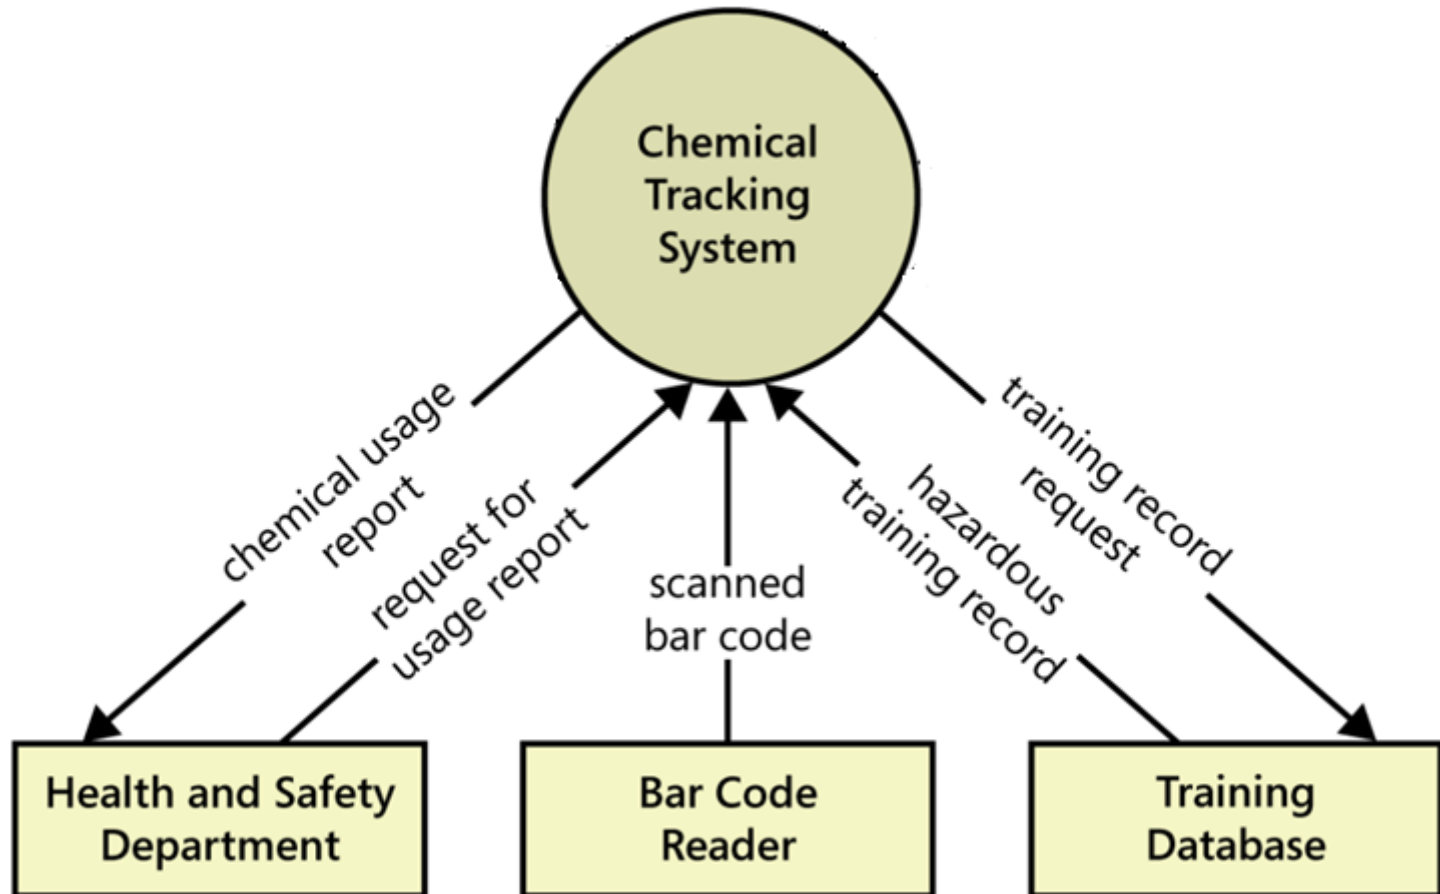 Chemical
Tracking
System
chemical usage
report
request for
usage report
scanned
bar code
hazardous
training record
training record
request
Health and Safety
Department
Bar Code
Reader
Training
Database